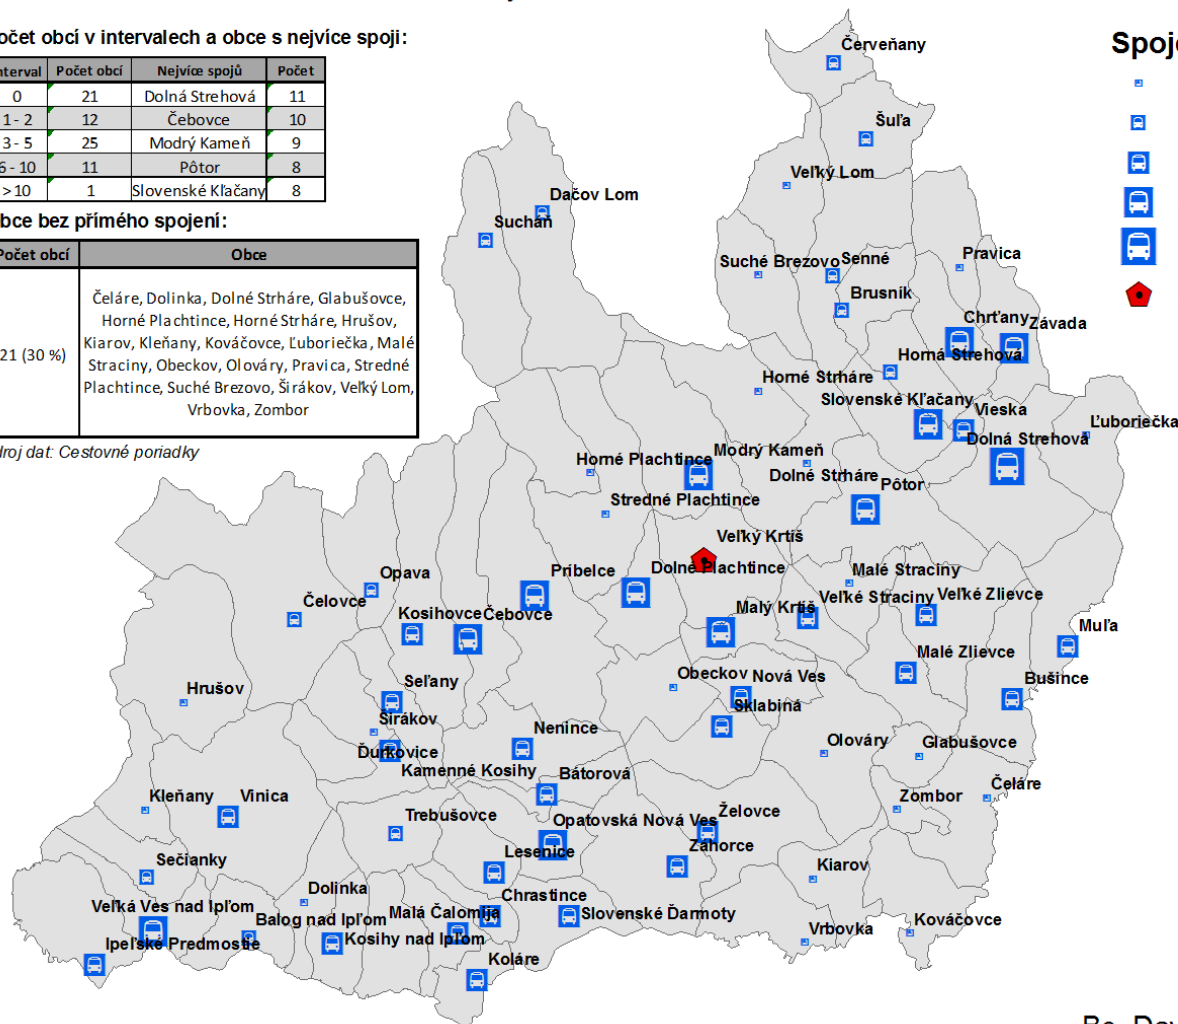 očet obcí v intervalech a obce s nejvíce spoji:
nterval Počet obcí Nejvíce spojů Počet
0 21 Dolná Strehová 11
1 - 2 12 Čebovce 10
3 - 5 25 Modrý Kameň 9
6 - 10 11 Pôtor 8
>10 1 Slovenské Kľačany 8
bce bez přímého spojení:
Počet obcí Obce
21 (30 %)
Čeláre, Dolinka, Dolné Strháre, Glabušovce,
Horné Plachtince, Horné Strháre, Hrušov,
Kiarov, Kleňany, Kováčovce, Ľuboriečka, Malé
Straciny, Obeckov, Olováry, Pravica, Stredné
Plachtince, Suché Brezovo, Širákov, Veľký Lom,
Vrbovka, Zombor
droj dat: Cestovné poriadky
Spoje
Červeňany
Šuľa
Veľký Lom
Dačov Lom
Suchaň
Suché Brezovo
Senné
Pravica
Brusník
Chrťany
Závada
Horná Strehová
Horné Strháre
Slovenské Kľačany
Vieska
Ľuboriečka
Dolná Strehová
Modrý Kameň
Horné Plachtince
Dolné Strháre
Pôtor
Stredné Plachtince
Veľký Krtíš
Dolné Plachtince
Príbelce
Malé Straciny
Opava
Čelovce
Kosihovce
Čebovce
Malý Krtíš
Veľké Straciny
Veľké Zlievce
Muľa
Malé Zlievce
Bušince
Obeckov
Nová Ves
Sklabiná
Seľany
Hrušov
Širákov
Nenince
Ďurkovice
Olováry
Glabušovce
Kamenné Kosihy
Bátorová
Čeláre
Zombor
Kleňany
Vinica
Trebušovce
Opatovská Nová Ves
Želovce
Záhorce
Lesenice
Sečianky
Kiarov
Dolinka
Chrastince
Veľká Ves nad Ipľom
Balog nad Ipľom
Malá Čalomija
Slovenské Ďarmoty
Kováčovce
Vrbovka
Ipeľské Predmostie
Kosihy nad Ipľom
Koláre